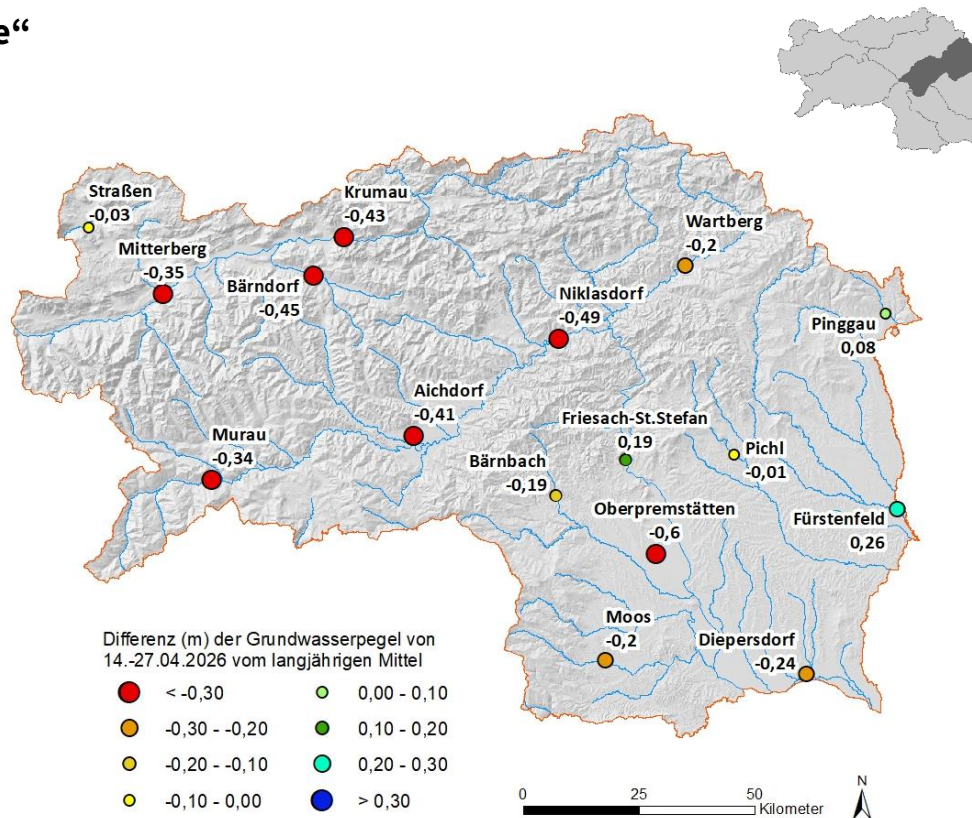 e“
Straßen
-0,03
Krumau
-0,43
Wartberg
-0,2
Mitterberg
-0,35
Bärndorf
-0,45
Niklasdorf
-0,49
Pinggau
0,08
Aichdorf
-0,41
Friesach-St.Stefan
0,19
Murau
-0,34
Pichl
-0,01
Bärnbach
-0,19
Oberpremstätten
-0,6
Fürstenfeld
0,26
Moos
-0,2
Diepersdorf
-0,24
Differenz (m) der Grundwasserpegel von
14.-27.04.2026 vom langjährigen Mittel
< -0,30
-0,30 - -0,20
-0,20 - -0,10
-0,10 - 0,00
0,00 - 0,10
0,10 - 0,20
0,20 - 0,30
> 0,30
0 25 50
Kilometer
N